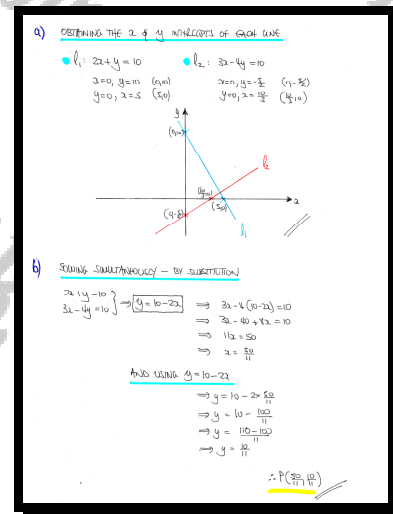 a) OBTAINING THE x & y INTERCEPTS OF EACH LINE
● l₁: 2x+y=10 ● l₂: 3x-4y=10
x=0, y=10 (0,10) x=0, y=-5/2 (0,-5/2)
y=0, x=5 (5,0) y=0, x=10/3 (10/3,0)
y
(0,10)
l₂
(10/3,0)
x
(5,0)
(0,-5/2)
l₁
b) SOLVING SIMULTANEOUSLY - BY SUBSTITUTION
2x+y=10
3x-4y=10 } ⇒ y=10-2x ⇒ 3x-4(10-2x)=10
⇒ 3x-40+8x=10
⇒ 11x=50
⇒ x=50/11
AND USING y=10-2x
⇒ y=10-2×50/11
⇒ y=10-100/11
⇒ y=(110-100)/11
⇒ y=10/11
∴ P(50/11, 10/11)